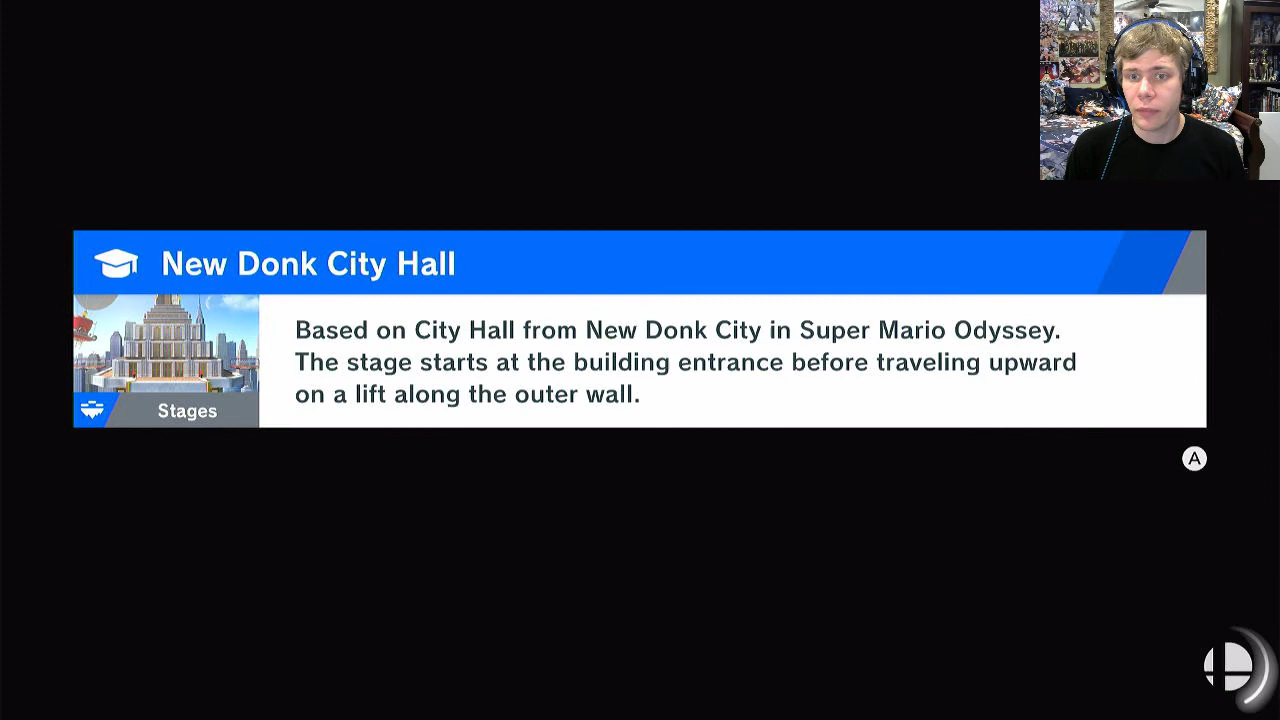 New Donk City Hall
Based on City Hall from New Donk City in Super Mario Odyssey.
The stage starts at the building entrance before traveling upward
on a lift along the outer wall.
Stages
A